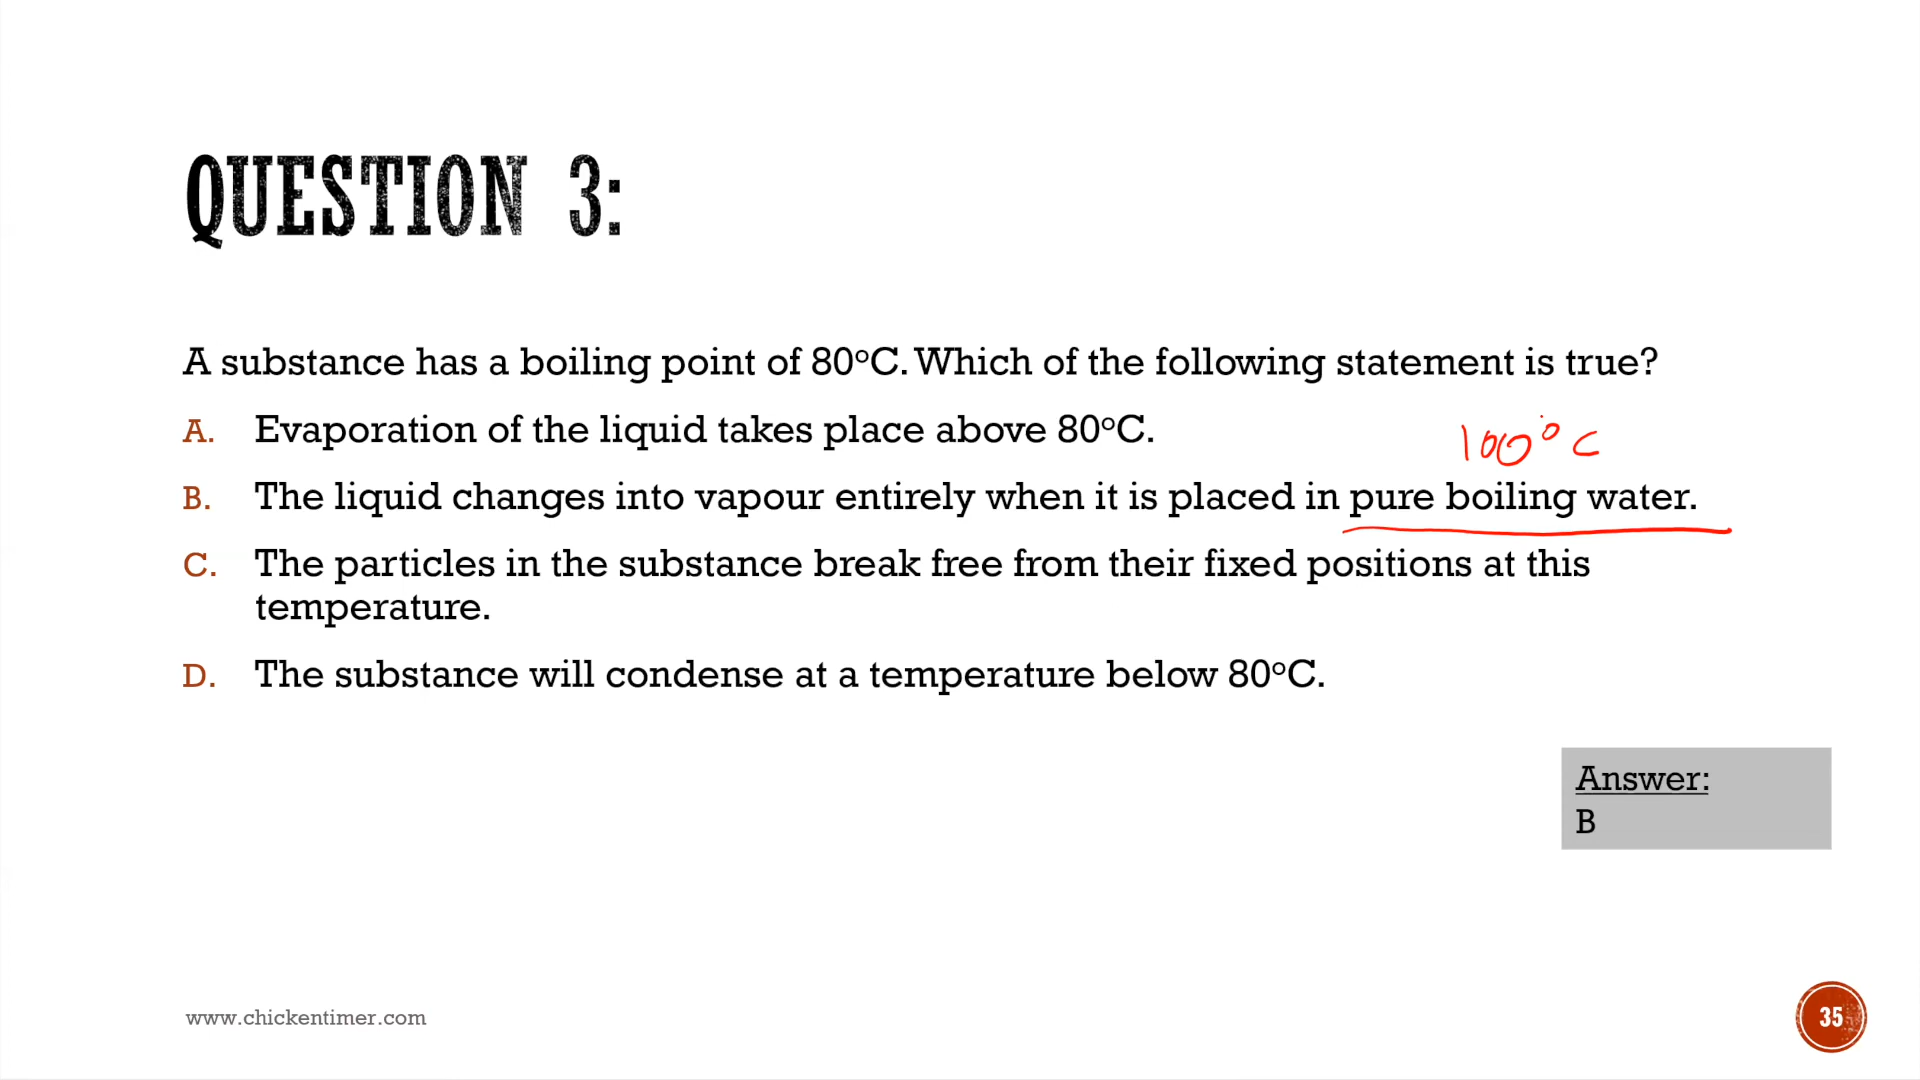 QUESTION 3:
A substance has a boiling point of 80°C. Which of the following statement is true?
A. Evaporation of the liquid takes place above 80°C.
100°C
B. The liquid changes into vapour entirely when it is placed in pure boiling water.
C. The particles in the substance break free from their fixed positions at this
temperature.
D. The substance will condense at a temperature below 80°C.
Answer:
B
www.chickentimer.com
35